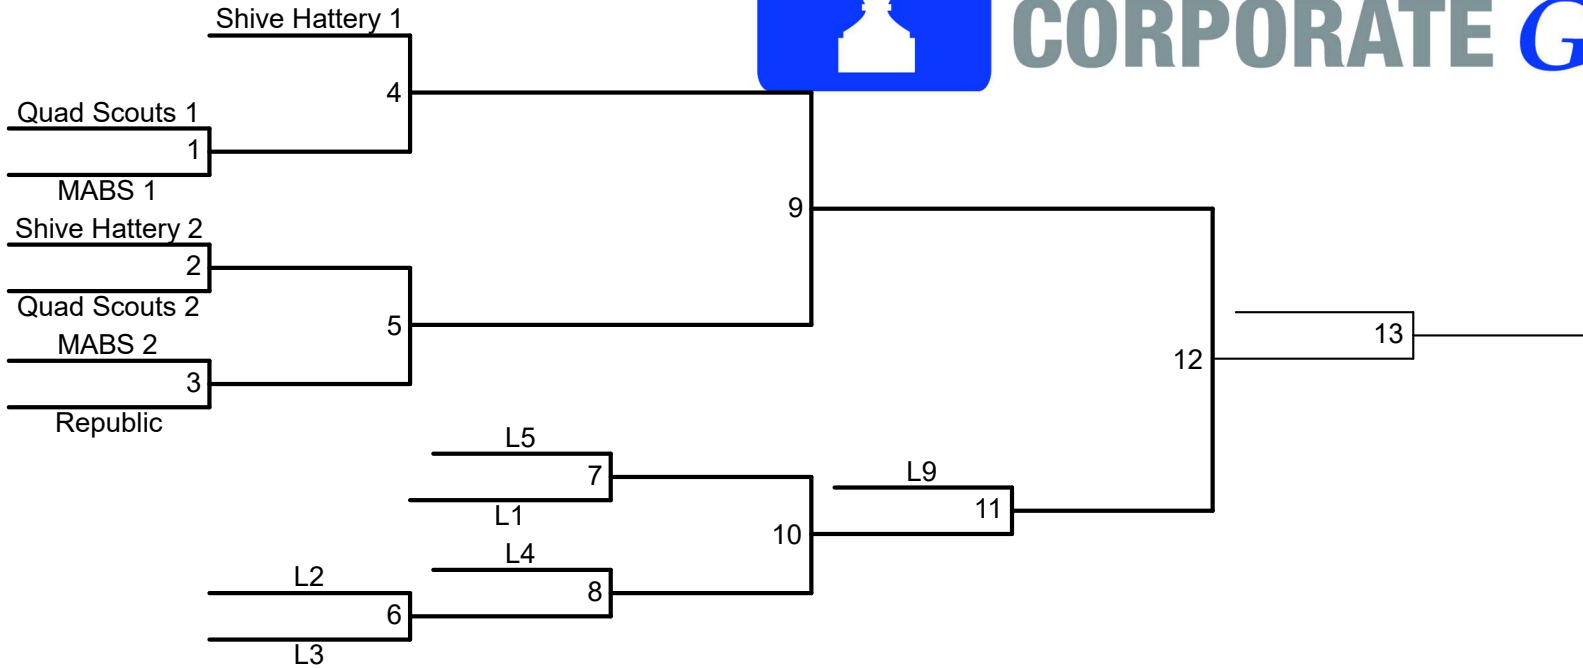 Shive Hattery 1
CORPORATE G
4
Quad Scouts 1
1
MABS 1
Shive Hattery 2
9
2
Quad Scouts 2
5
13
MABS 2
12
3
Republic
L5
7
L9
11
L1
10
L4
L2
8
6
L3